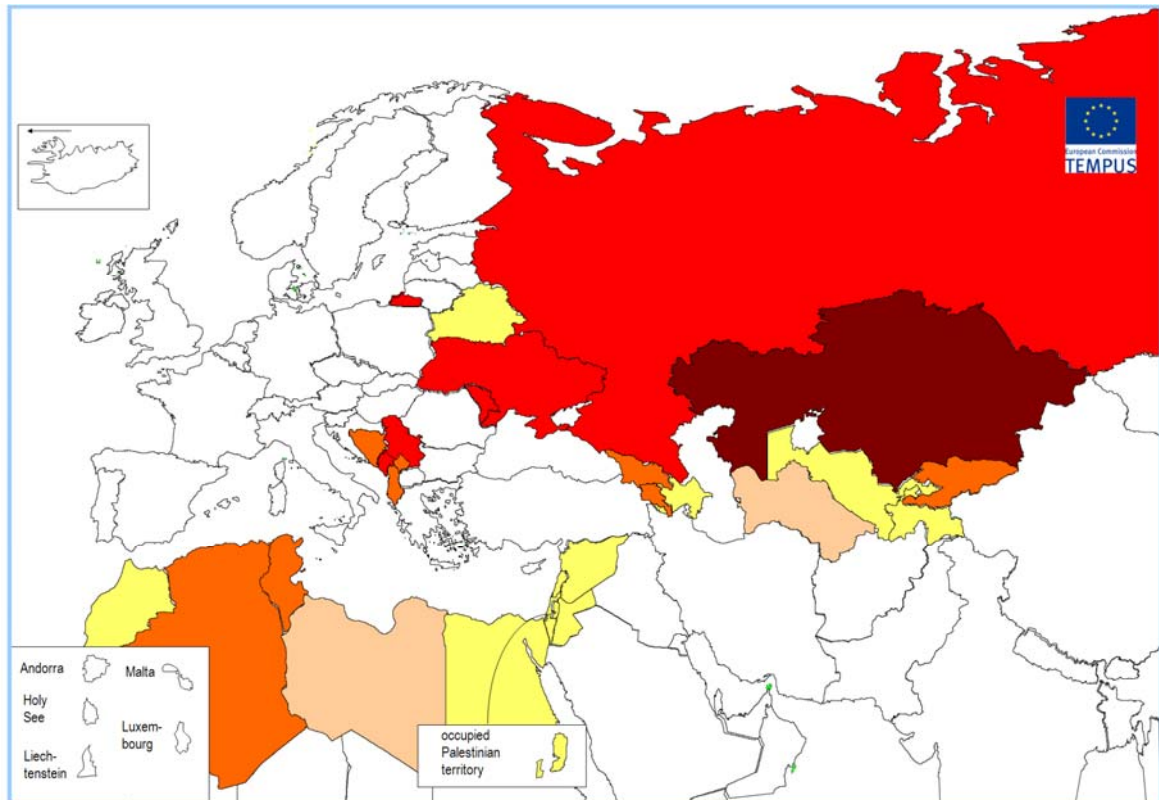 European Commission
TEMPUS
Andorra
Malta
Holy
See
Luxem-
bourg
Liech-
tenstein
occupied
Palestinian
territory